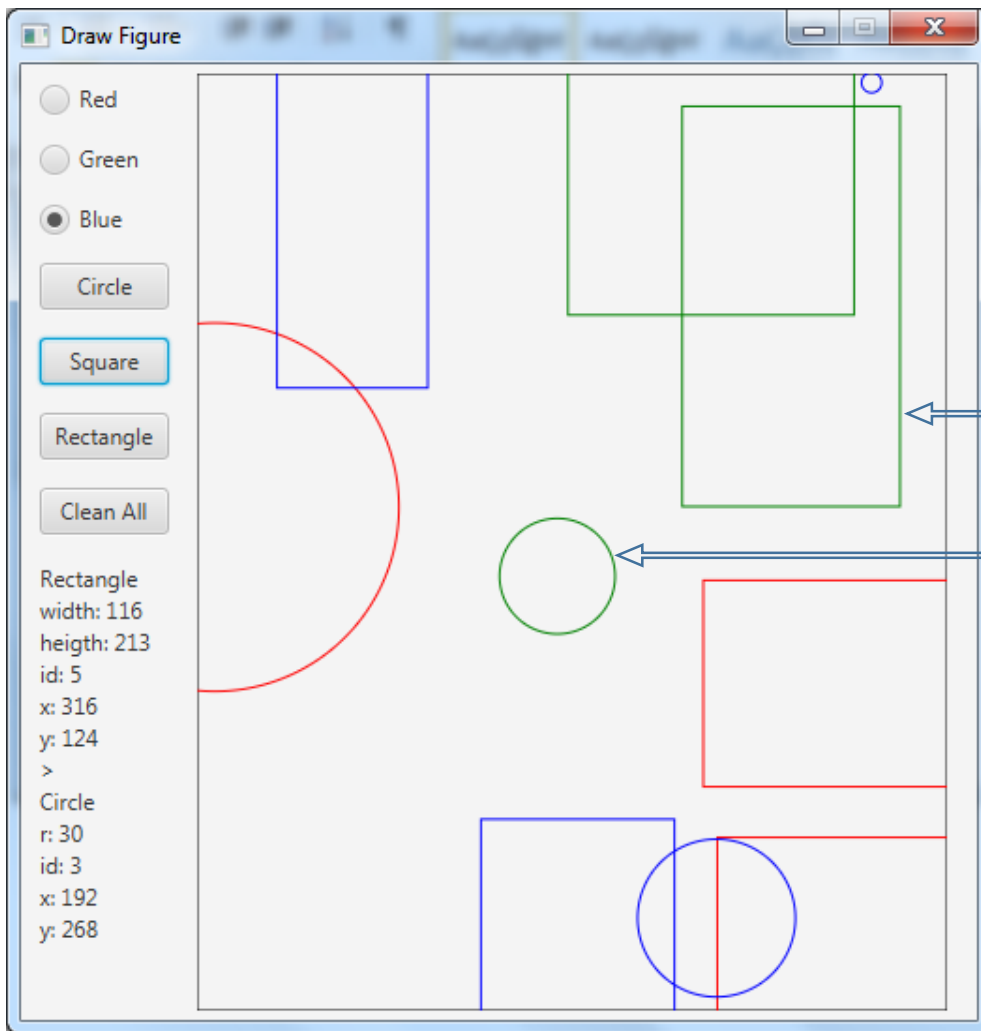 Draw Figure
Red
Green
Blue
Circle
Square
Rectangle
Clean All
Rectangle
width: 116
heigth: 213
id: 5
x: 316
y: 124
>
Circle
r: 30
id: 3
x: 192
y: 268